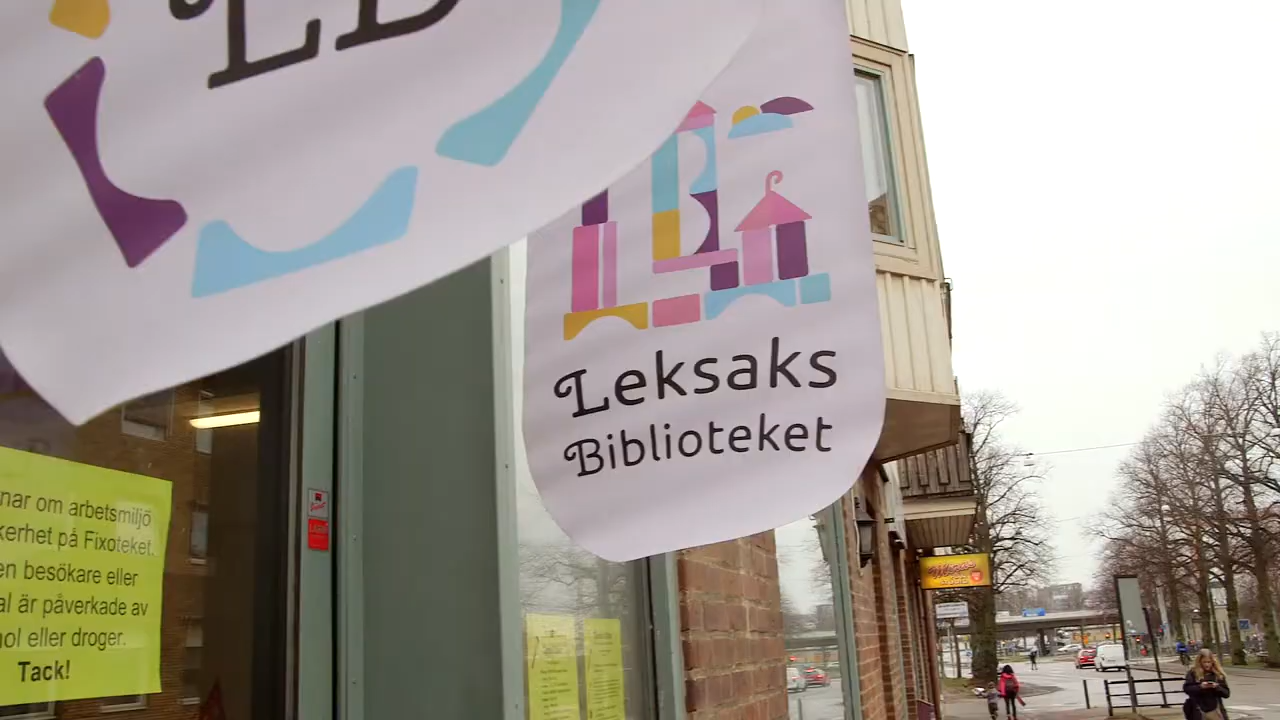 LB
Leksaks
Biblioteket
nar om arbetsmiljö
kerhet på Fixoteket.
en besökare eller
al är påverkade av
nol eller droger.
Tack!